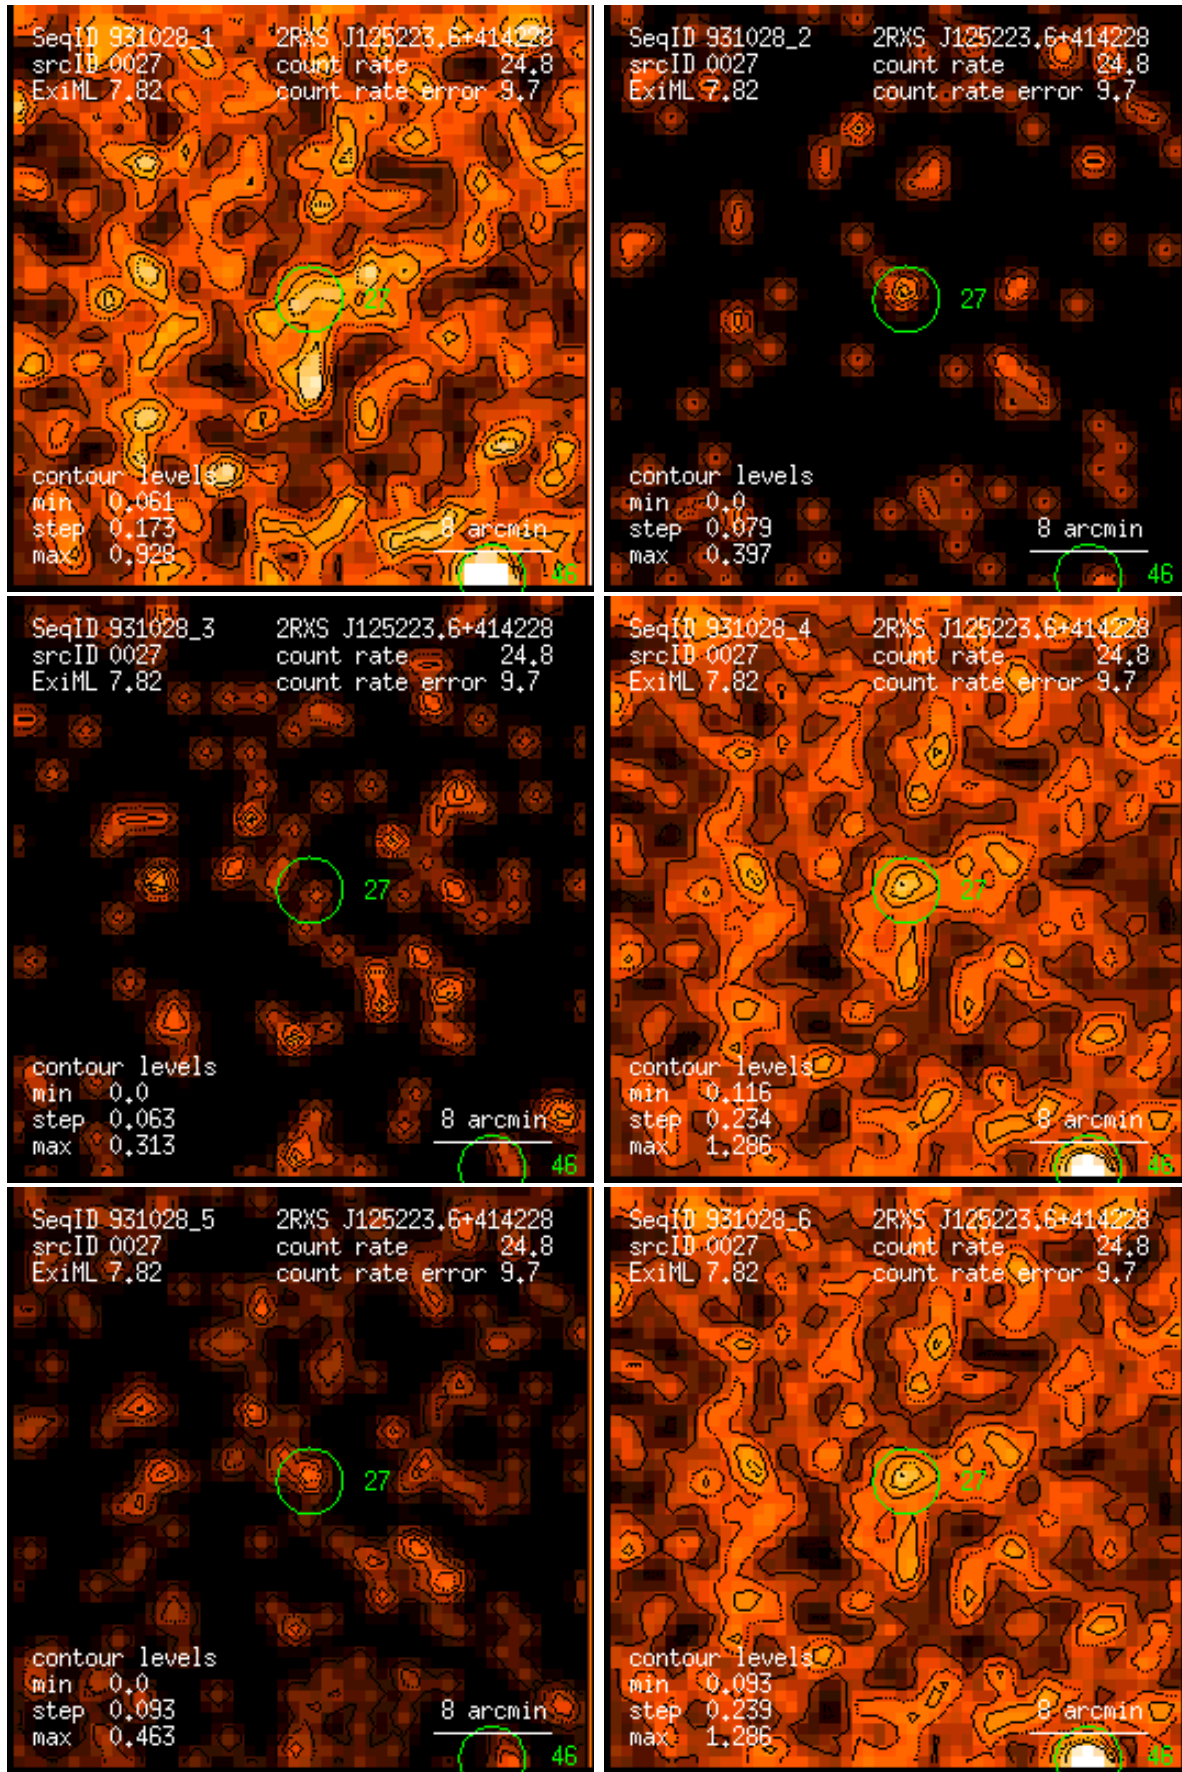 SeqID 931028_1 2RXS J125223.6+414228
srcID 0027 count rate 24.8
ExiML 7.82 count rate error 9.7
27
contour levels
min 0.061
step 0.173 8 arcmin
max 0.928
46
SeqID 931028_2 2RXS J125223.6+414228
srcID 0027 count rate 24.8
ExiML 7.82 count rate error 9.7
27
contour levels
min 0.0
step 0.079 8 arcmin
max 0.397
46
SeqID 931028_3 2RXS J125223.6+414228
srcID 0027 count rate 24.8
ExiML 7.82 count rate error 9.7
27
contour levels
min 0.0
step 0.063 8 arcmin
max 0.313
46
SeqID 931028_4 2RXS J125223.6+414228
srcID 0027 count rate 24.8
ExiML 7.82 count rate error 9.7
27
contour levels
min 0.116
step 0.234 8 arcmin
max 1.286
46
SeqID 931028_5 2RXS J125223.6+414228
srcID 0027 count rate 24.8
ExiML 7.82 count rate error 9.7
27
contour levels
min 0.0
step 0.093 8 arcmin
max 0.463
46
SeqID 931028_6 2RXS J125223.6+414228
srcID 0027 count rate 24.8
ExiML 7.82 count rate error 9.7
27
contour levels
min 0.093
step 0.239 8 arcmin
max 1.286
46